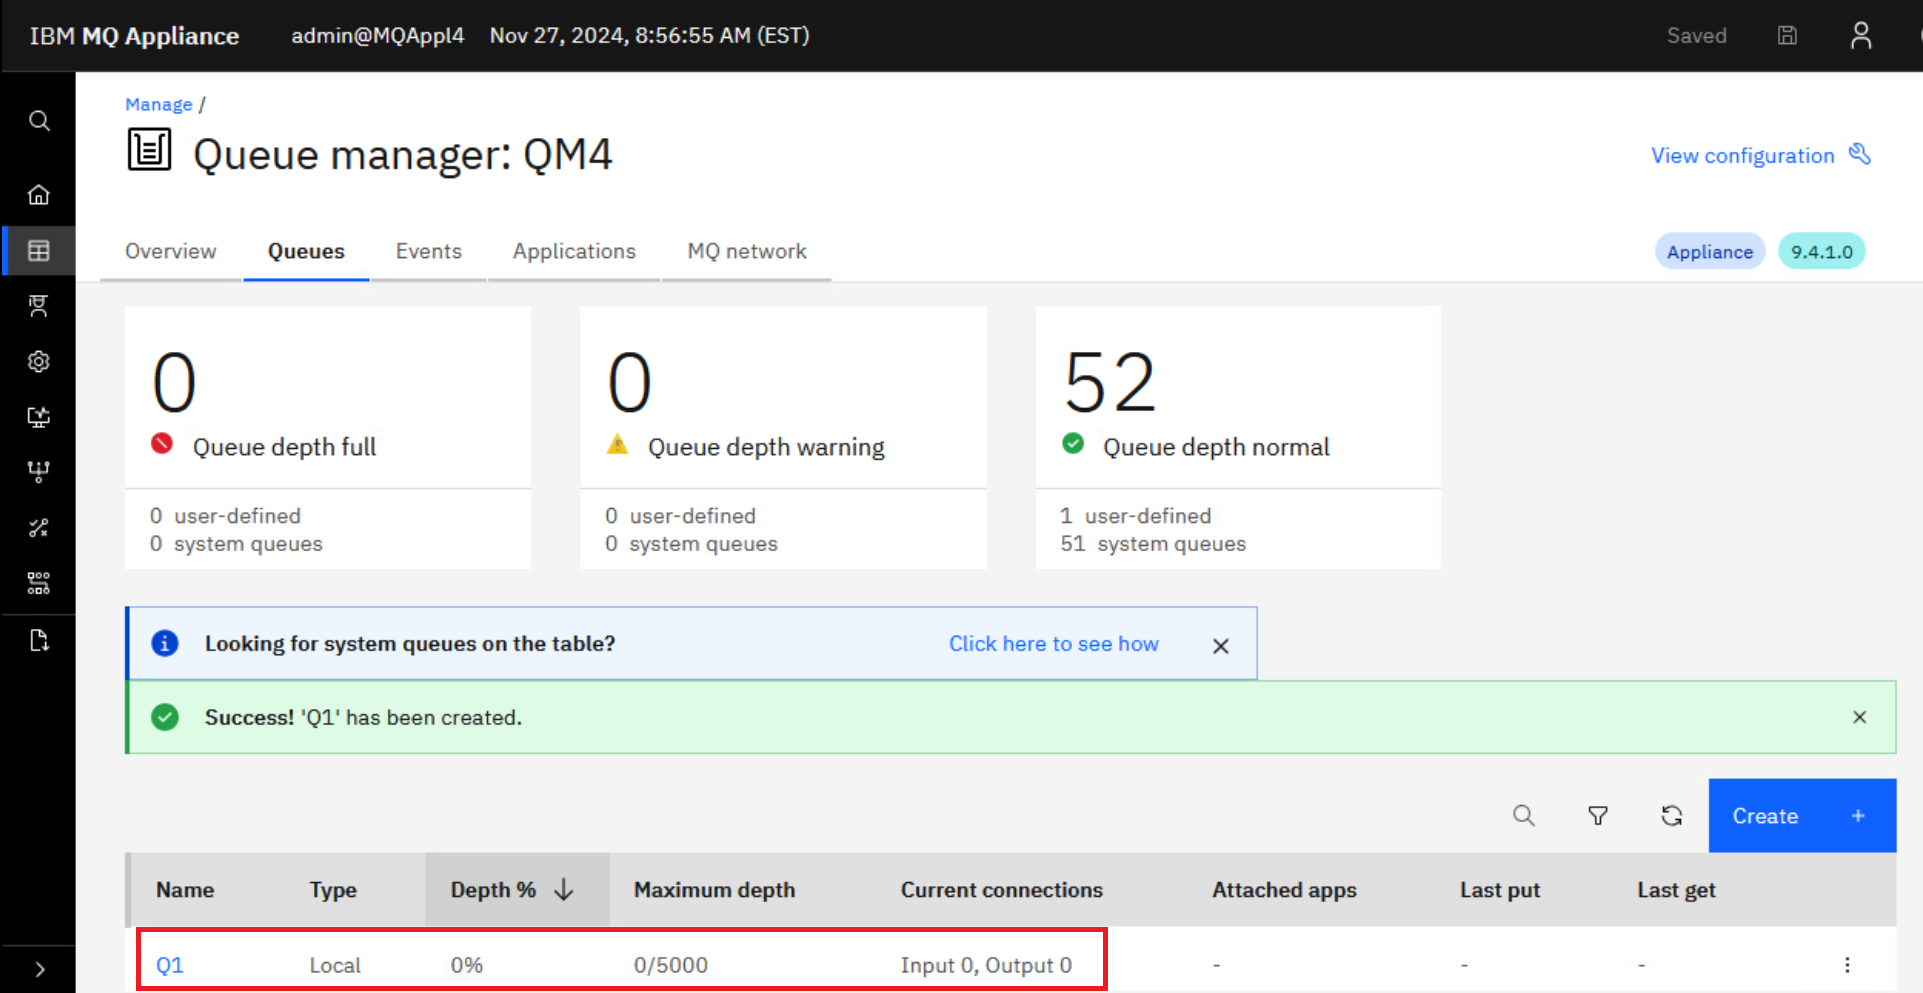 IBM MQ Appliance admin@MQAppl4 Nov 27, 2024, 8:56:55 AM (EST) Saved
Manage /
Queue manager: QM4
View configuration
Overview Queues Events Applications MQ network Appliance 9.4.1.0
0 0 52
Queue depth full Queue depth warning Queue depth normal
0 user-defined 0 user-defined 1 user-defined
0 system queues 0 system queues 51 system queues
Looking for system queues on the table? Click here to see how
Success! 'Q1' has been created.
Create +
Name Type Depth % Maximum depth Current connections Attached apps Last put Last get
Q1 Local 0% 0/5000 Input 0, Output 0 - - -